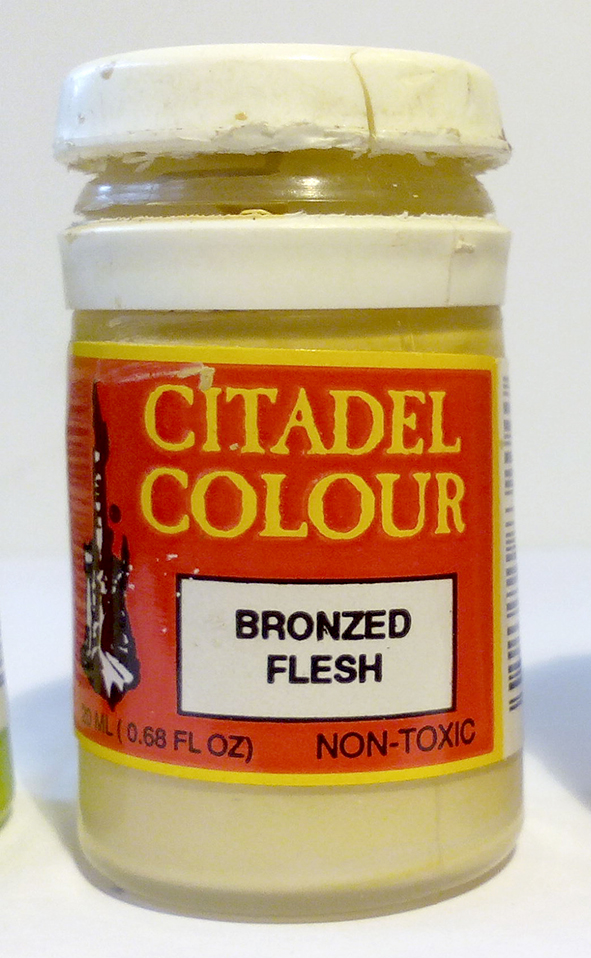 CITADEL
COLOUR
BRONZED
FLESH
20 ML ( 0.68 FL OZ) NON-TOXIC